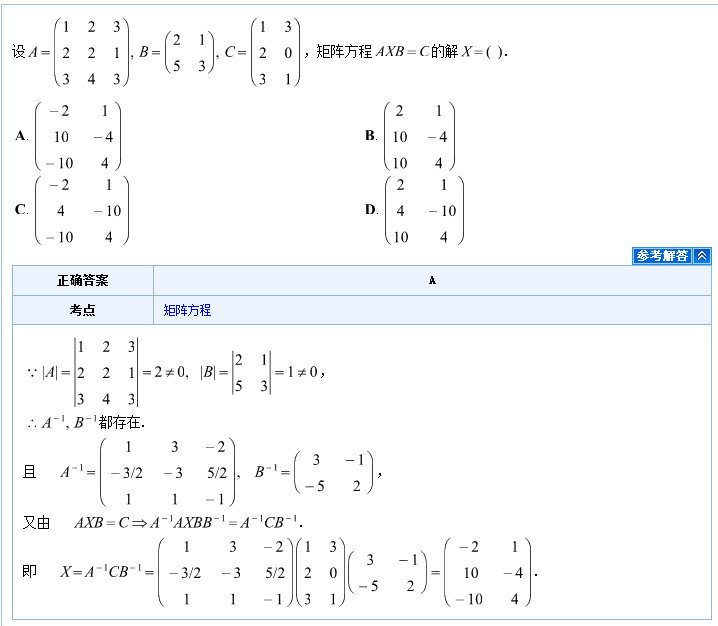 设 A = ( 1 2 3 ; 2 2 1 ; 3 4 3 ), B = ( 2 1 ; 5 3 ), C = ( 1 3 ; 2 0 ; 3 1 ) ，矩阵方程 AXB = C 的解 X = ( ).
A. ( −2 1 ; 10 −4 ; −10 4 )
B. ( 2 1 ; 10 −4 ; 10 4 )
C. ( −2 1 ; 4 −10 ; −10 4 )
D. ( 2 1 ; 4 −10 ; 10 4 )
参考解答
正确答案 A
考点 矩阵方程
∵ |A| = | 1 2 3 ; 2 2 1 ; 3 4 3 | = 2 ≠ 0, |B| = | 2 1 ; 5 3 | = 1 ≠ 0，
∴ A⁻¹, B⁻¹ 都存在.
且 A⁻¹ = ( 1 3 −2 ; −3/2 −3 5/2 ; 1 1 −1 ), B⁻¹ = ( 3 −1 ; −5 2 )，
又由 AXB = C ⇒ A⁻¹AXBB⁻¹ = A⁻¹CB⁻¹.
即 X = A⁻¹CB⁻¹ = ( 1 3 −2 ; −3/2 −3 5/2 ; 1 1 −1 ) ( 1 3 ; 2 0 ; 3 1 ) ( 3 −1 ; −5 2 ) = ( −2 1 ; 10 −4 ; −10 4 ).